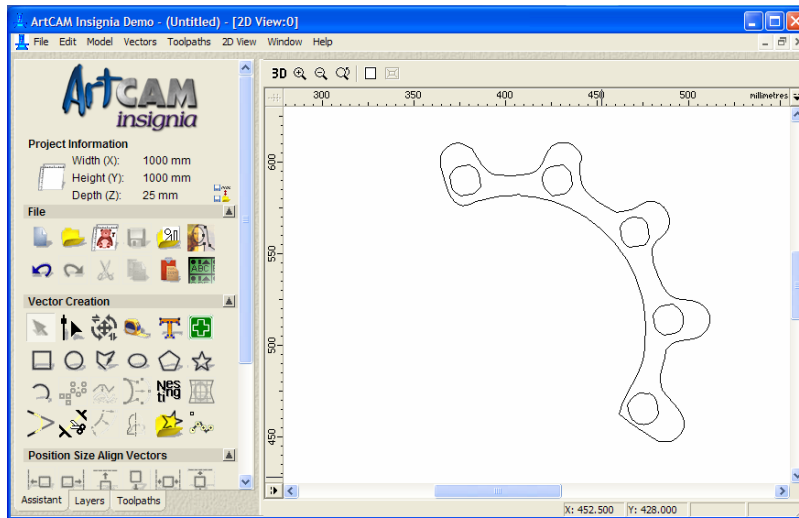 ArtCAM Insignia Demo - (Untitled) - [2D View:0]
File Edit Model Vectors Toolpaths 2D View Window Help
ArtCAM
insignia
Project Information
Width (X): 1000 mm
Height (Y): 1000 mm
Depth (Z): 25 mm
File
ABC
Vector Creation
Nes
ting
Position Size Align Vectors
Assistant Layers Toolpaths
3D
300 350 400 450 500 millimetres
600
550
500
450
X: 452.500 Y: 428.000